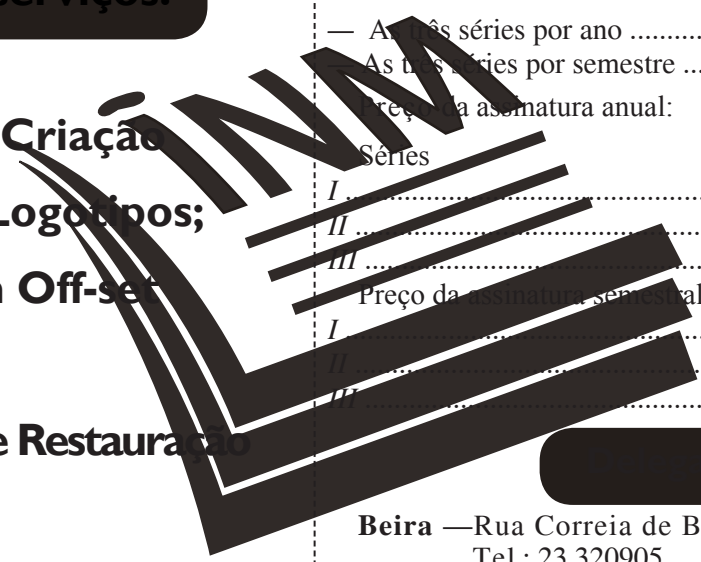 serviços:
Criação
Logotipos;
Off-set
e Restauração
INM
— As três séries por ano ..........
— As três séries por semestre ...
Preço da assinatura anual:
Séries
I ..........
II ..........
III ..........
Preço da assinatura semestral
I ..........
II ..........
III ..........
Beira —Rua Correia de B
Tel.: 23 320905